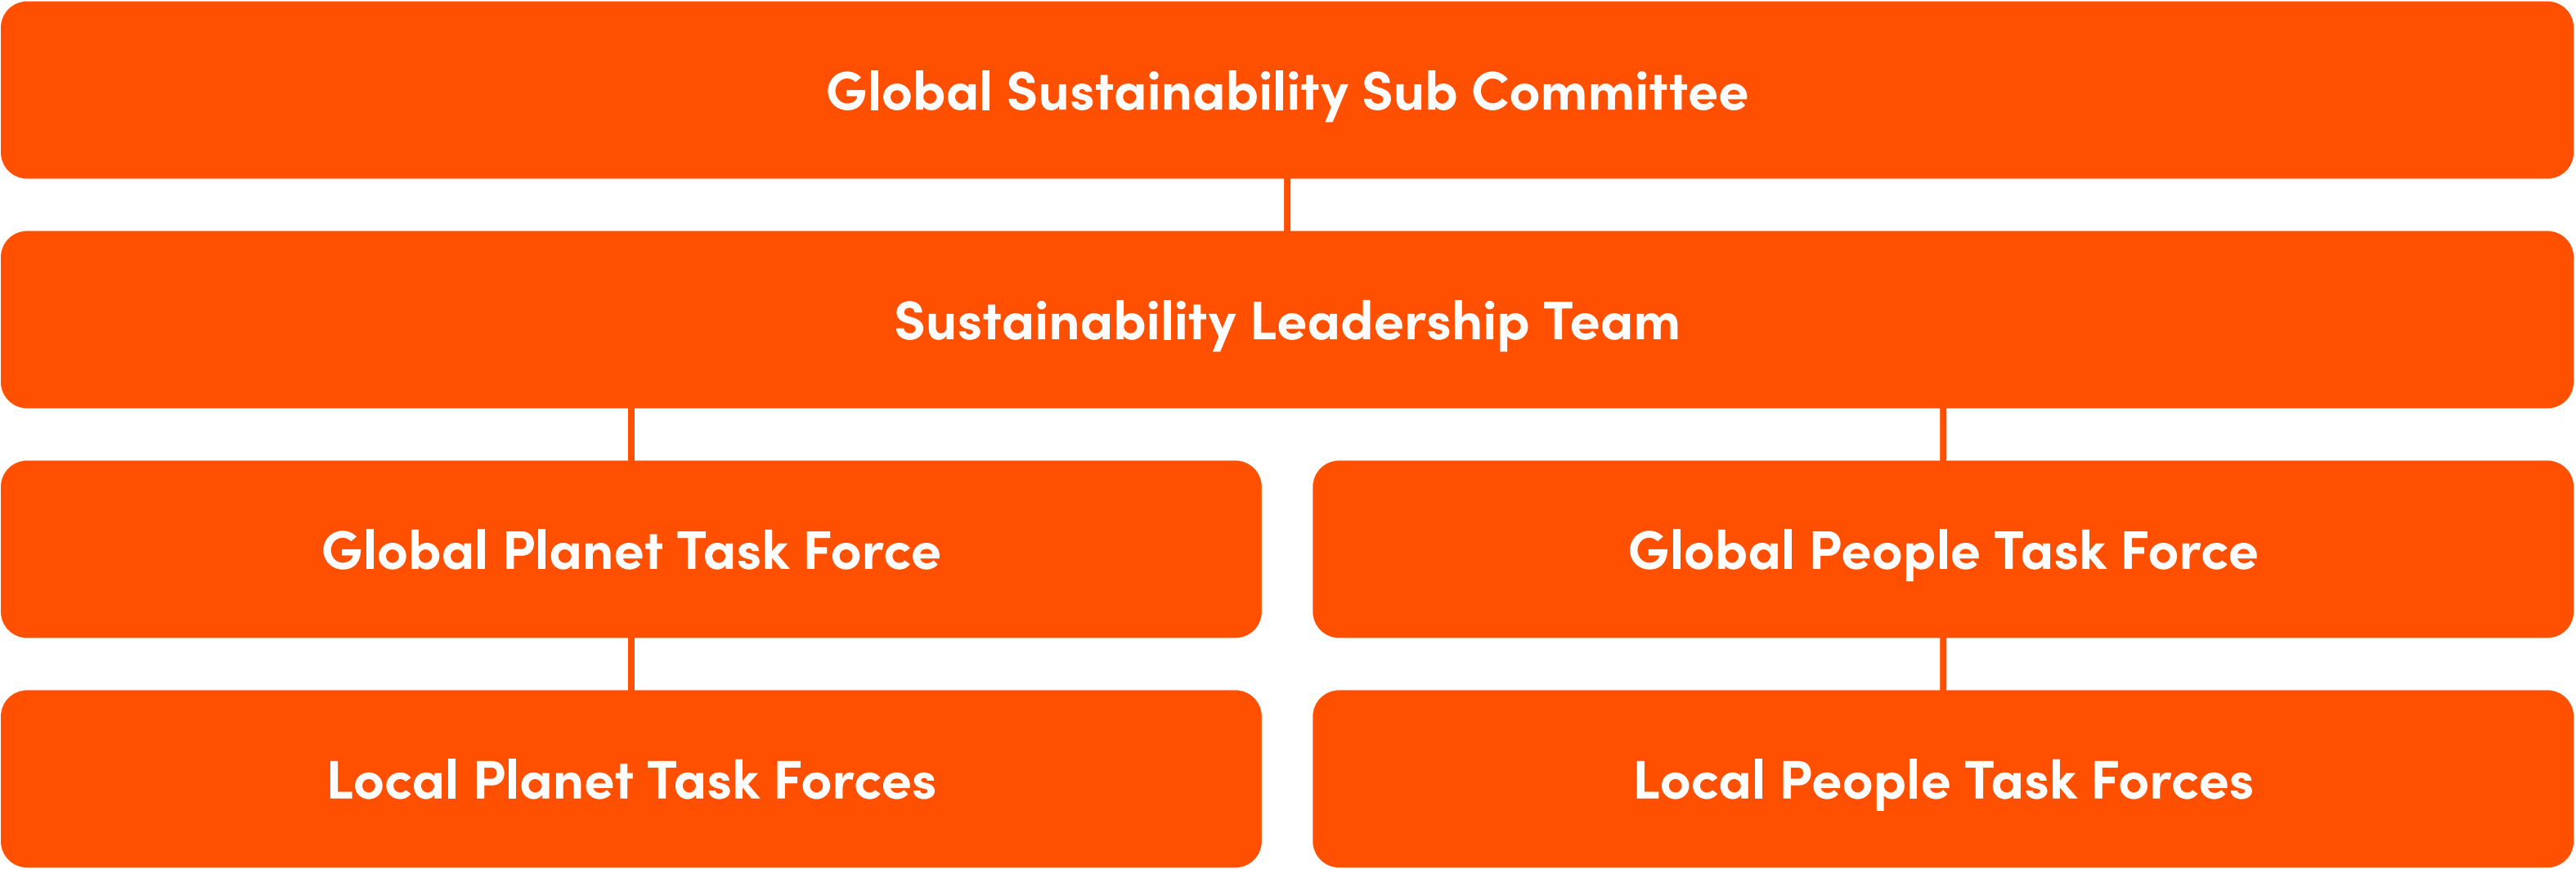 Global Sustainability Sub Committee
Sustainability Leadership Team
Global Planet Task Force
Global People Task Force
Local Planet Task Forces
Local People Task Forces